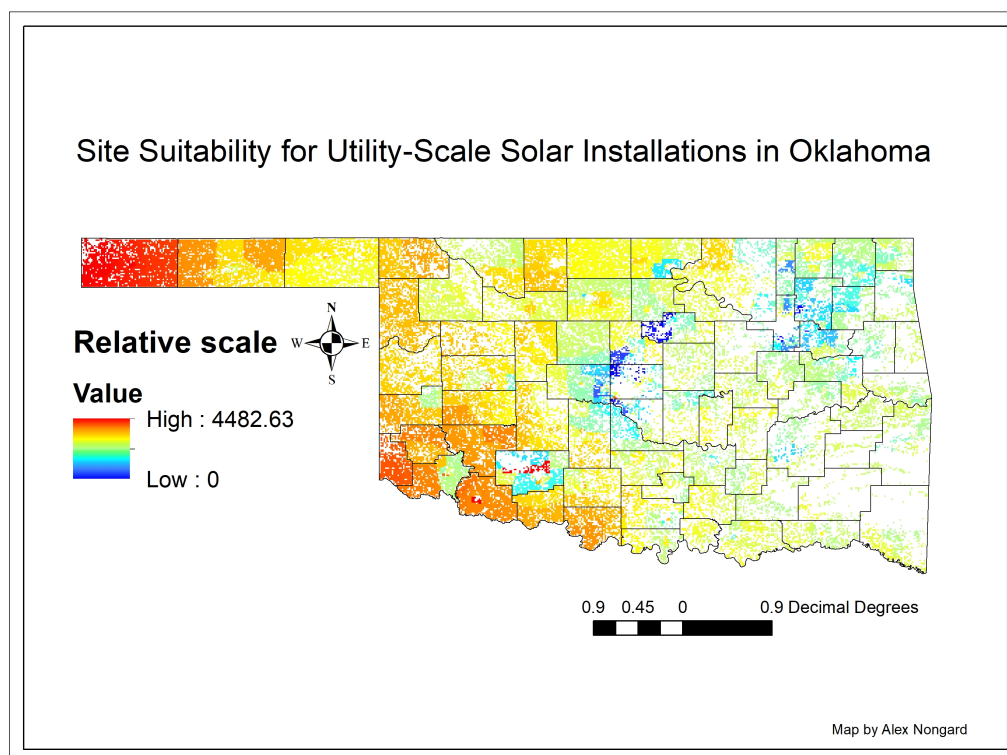 Site Suitability for Utility-Scale Solar Installations in Oklahoma
N
W E
S
Relative scale
Value
High : 4482.63
Low : 0
0.9 0.45 0 0.9 Decimal Degrees
Map by Alex Nongard